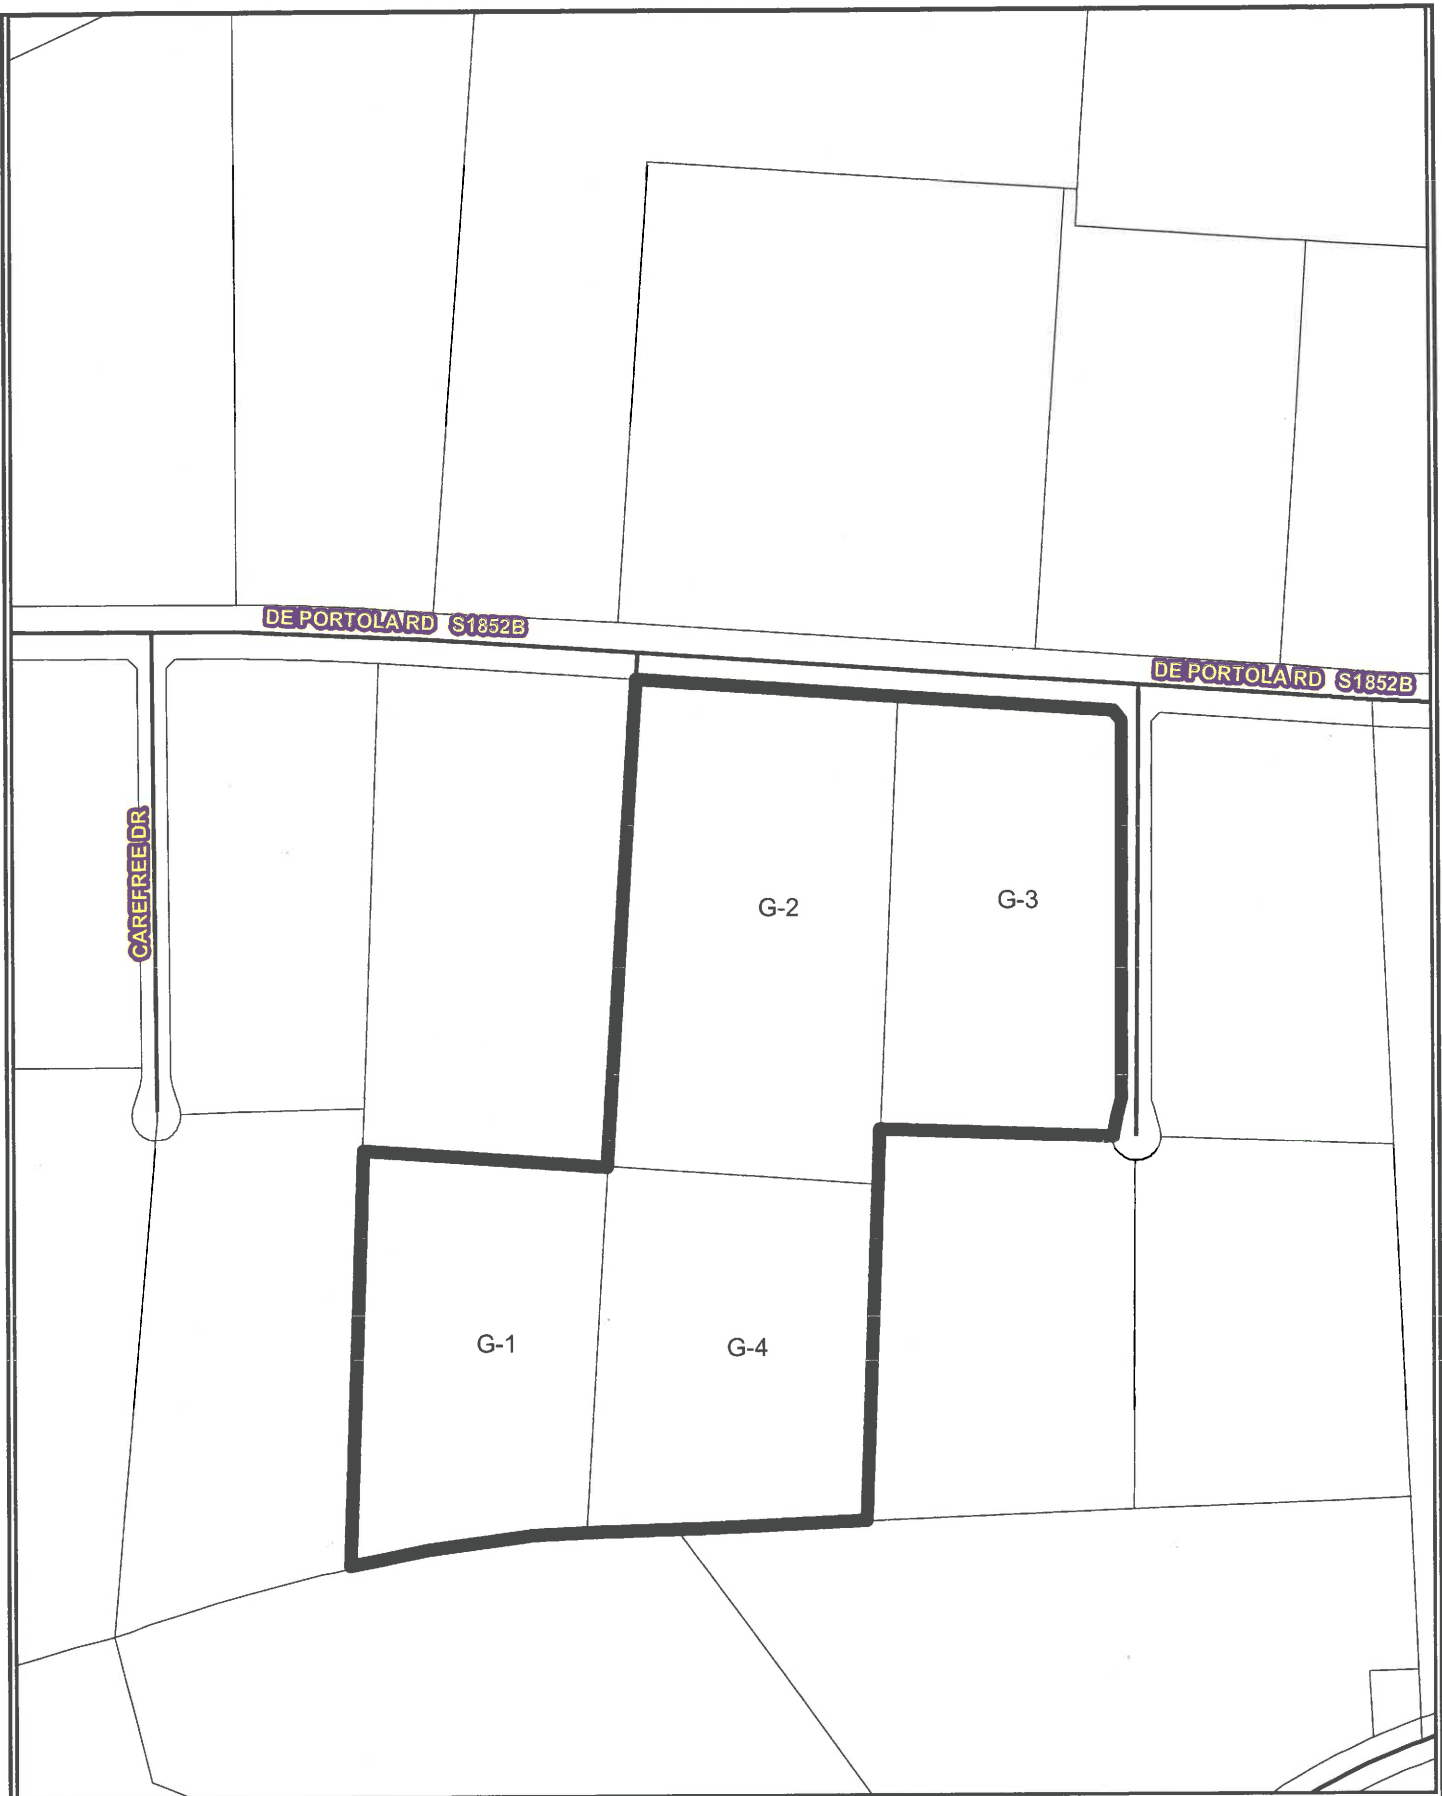 DE PORTOLA RD S1852B
DE PORTOLA RD S1852B
CAREFREE DR
G-2
G-3
G-1
G-4